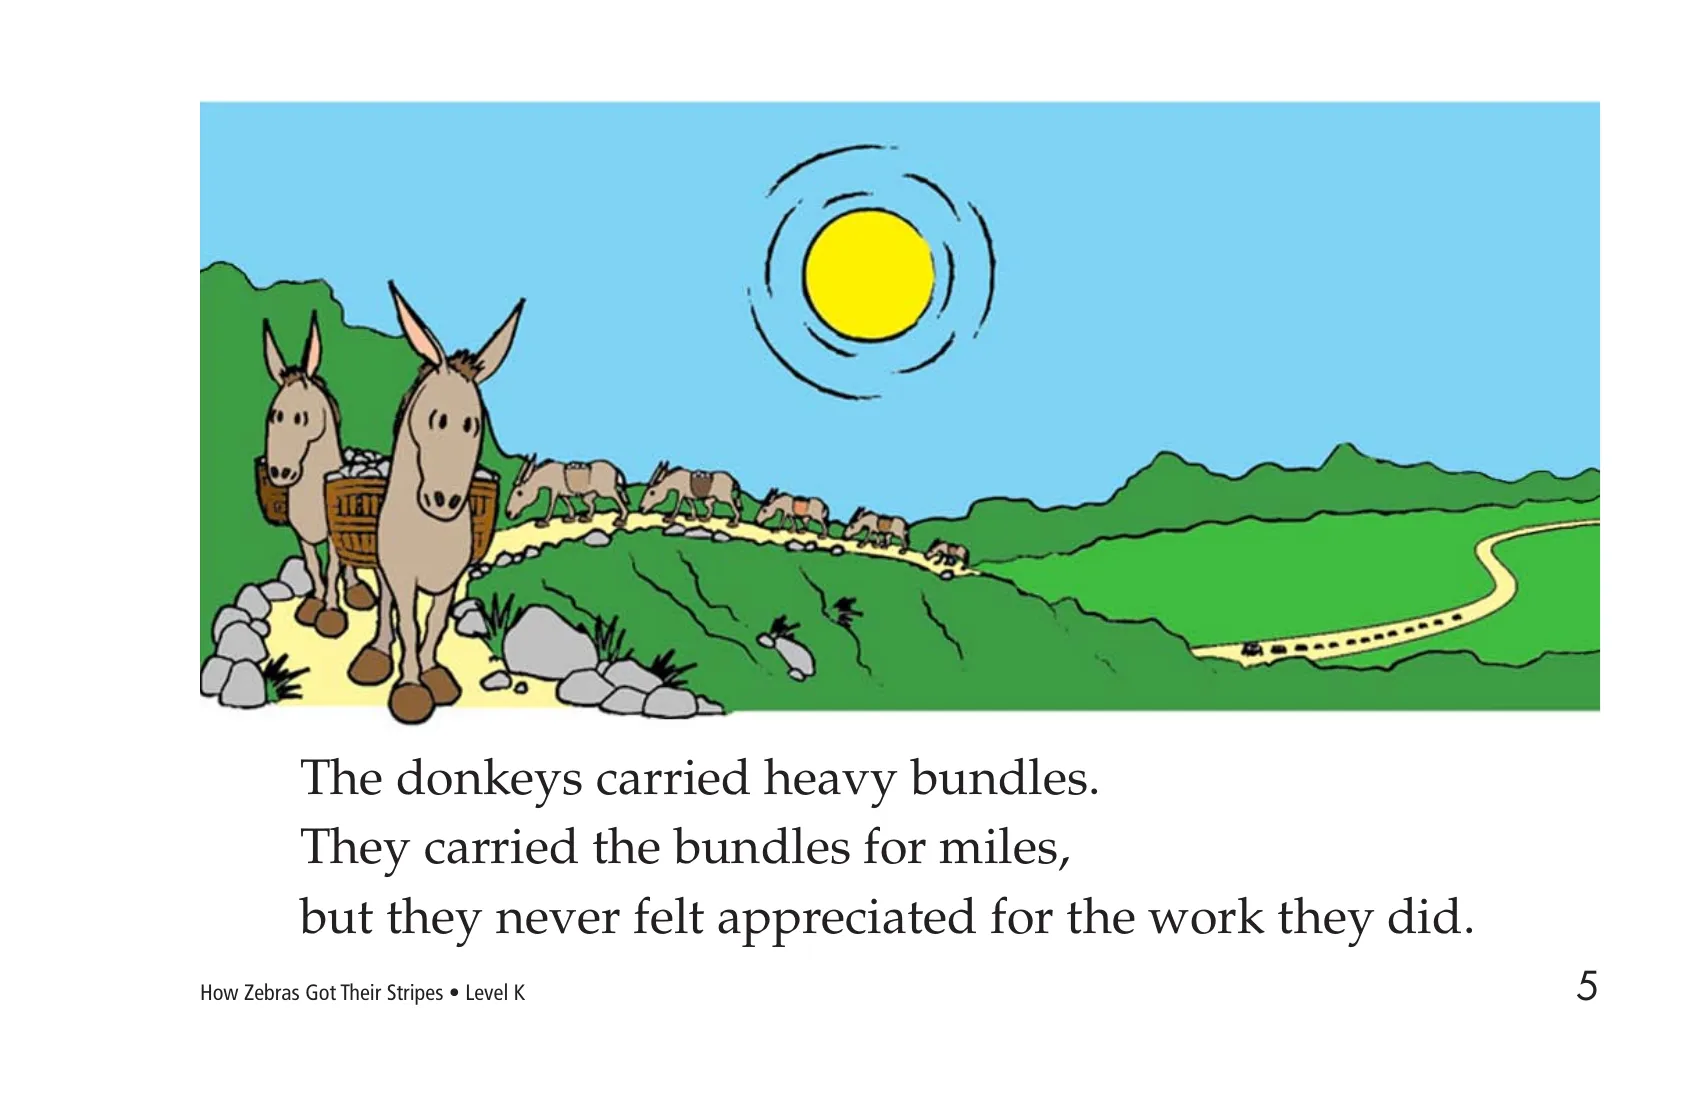 The donkeys carried heavy bundles.
They carried the bundles for miles,
but they never felt appreciated for the work they did.
How Zebras Got Their Stripes • Level K
5